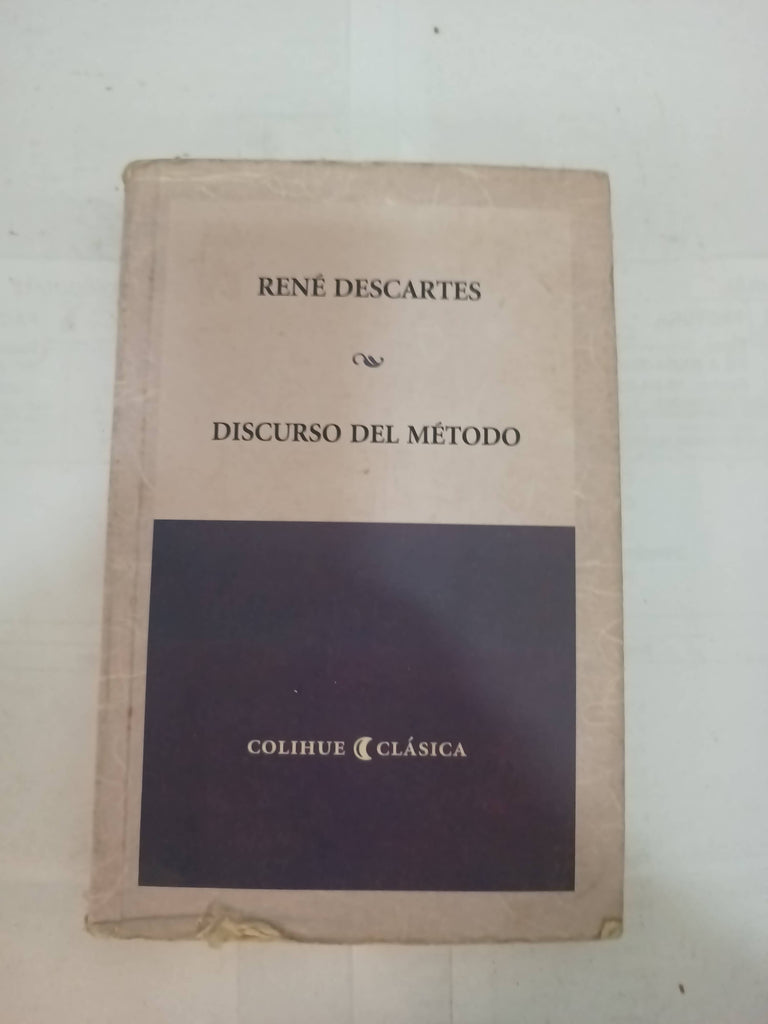 RENÉ DESCARTES
DISCURSO DEL MÉTODO
COLIHUE CLÁSICA